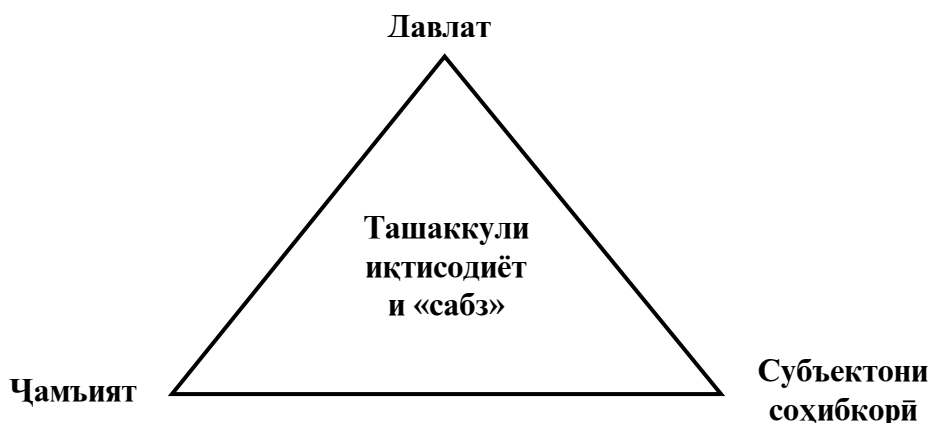 Давлат
Ташаккули
иқтисодиёт
и «сабз»
Ҷамъият
Субъектони
соҳибкорӣ